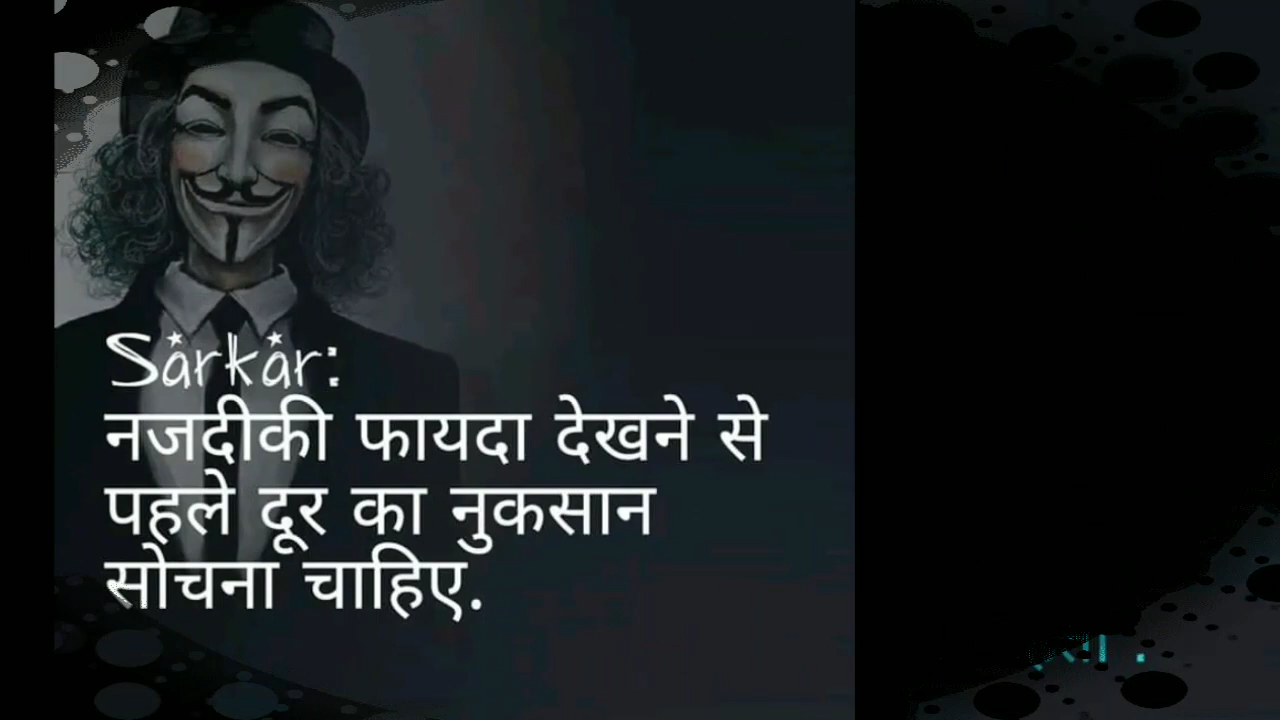 Sarkar:
नजदीकी फायदा देखने से
पहले दूर का नुकसान
सोचना चाहिए.